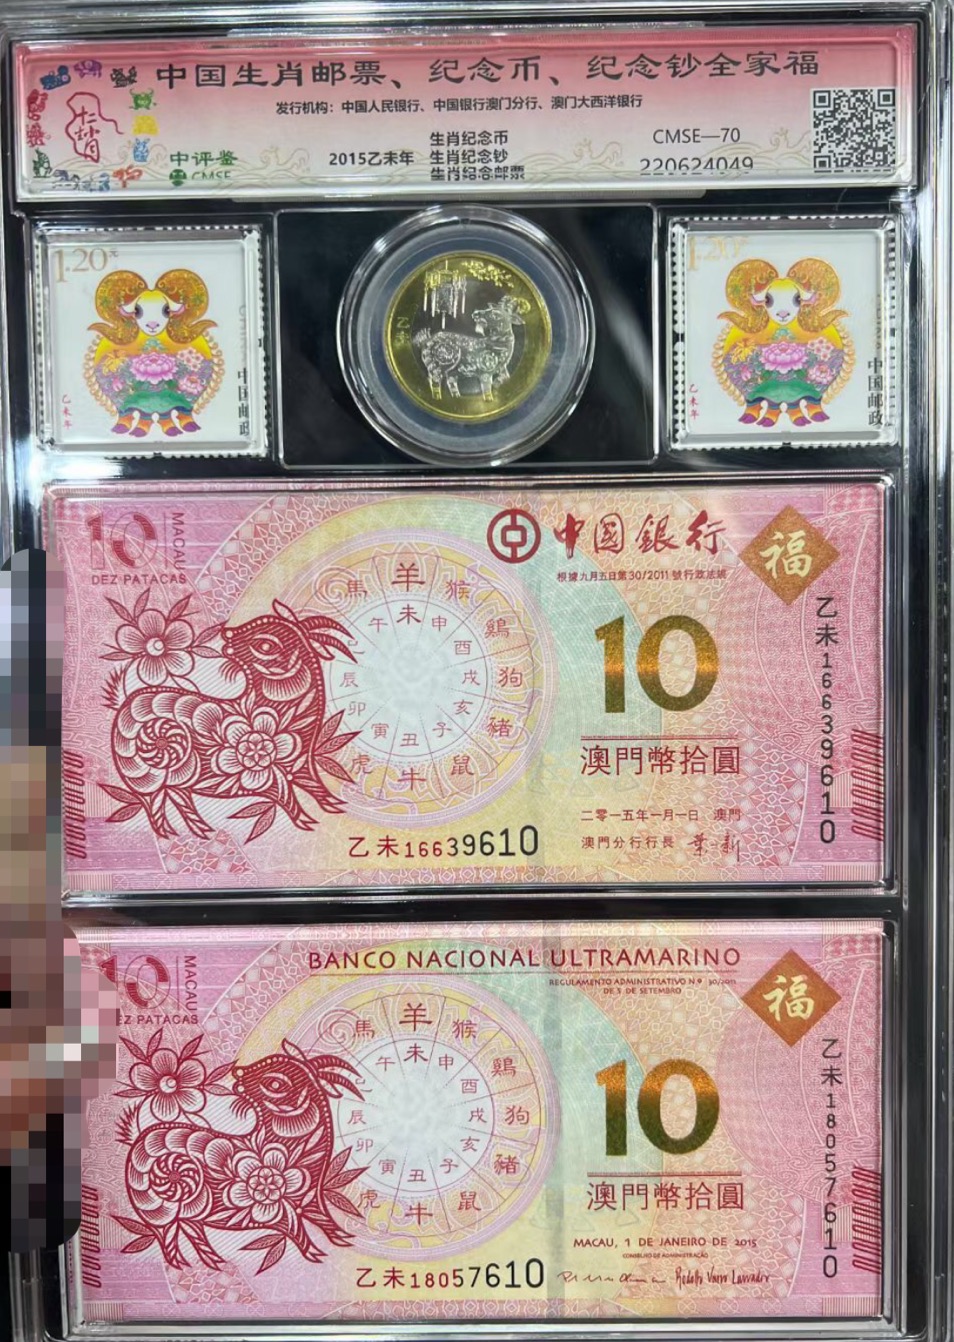 中国生肖邮票、纪念币、纪念钞全家福
发行机构：中国人民银行、中国银行澳门分行、澳门大西洋银行
十二生肖
中评鉴
CMSE
2015乙未年
生肖纪念币
生肖纪念钞
生肖纪念邮票
CMSE—70
220624049
1.20元
乙未年
中国邮政
乙未
1.20元
乙未年
中国邮政
10
MACAU
DEZ PATACAS
中國銀行
根據九月五日第30/2011號行政法規
福
羊 猴 鷄 狗 豬 鼠 牛 虎 馬
未 申 酉 戌 亥 子 丑 寅 卯 辰 巳 午
10
澳門幣拾圓
二零一五年一月一日 澳門
澳門分行行長
乙未16639610
乙未16639610
10
MACAU
EZ PATACAS
BANCO NACIONAL ULTRAMARINO
REGULAMENTO ADMINISTRATIVO N.º 30/2011
DE 5 DE SETEMBRO
福
羊 猴 鷄 狗 豬 鼠 牛 虎 馬
未 申 酉 戌 亥 子 丑 寅 卯 辰 巳 午
10
澳門幣拾圓
MACAU, 1 DE JANEIRO DE 2015
CONSELHO DE ADMINISTRAÇÃO
乙未18057610
乙未18057610